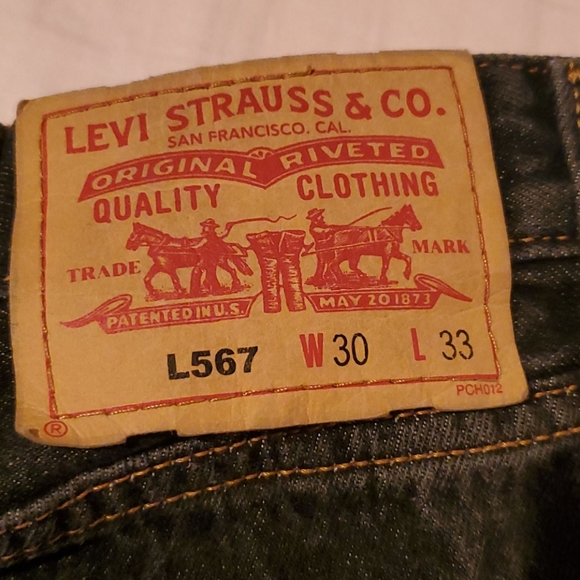 LEVI STRAUSS & CO.
SAN FRANCISCO, CAL.
ORIGINAL RIVETED
QUALITY CLOTHING
TRADE MARK
PATENTED IN U.S. MAY 20 1873
L567 W 30 L 33
PCH012
®